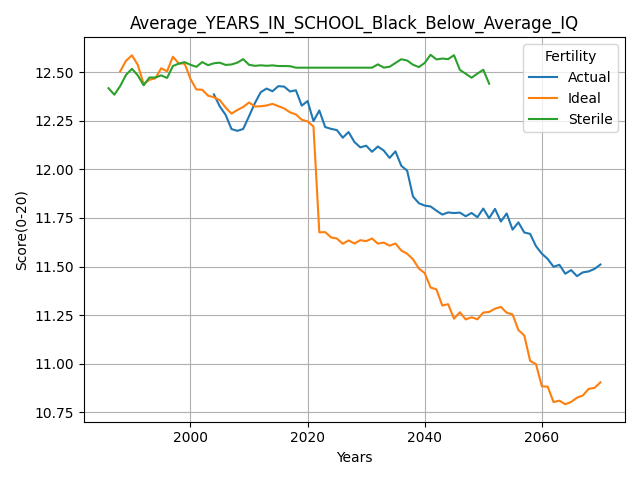 Average_YEARS_IN_SCHOOL_Black_Below_Average_IQ
Fertility
Actual
Ideal
Sterile
Score(0-20)
12.50
12.25
12.00
11.75
11.50
11.25
11.00
10.75
2000
2020
2040
2060
Years